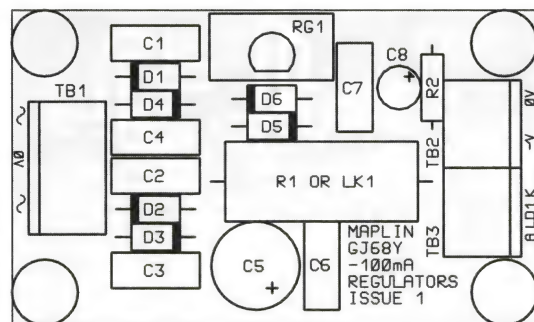 RG1
C1
C8
D1
C7
R2
TB1
D6
0V
D4
D5
C4
TB2
-V
0V
C2
R1 OR LK1
D2
MAPLIN
GJ68Y
-100mA
REGULATORS
ISSUE 1
D3
C3
C5
C6
TB3